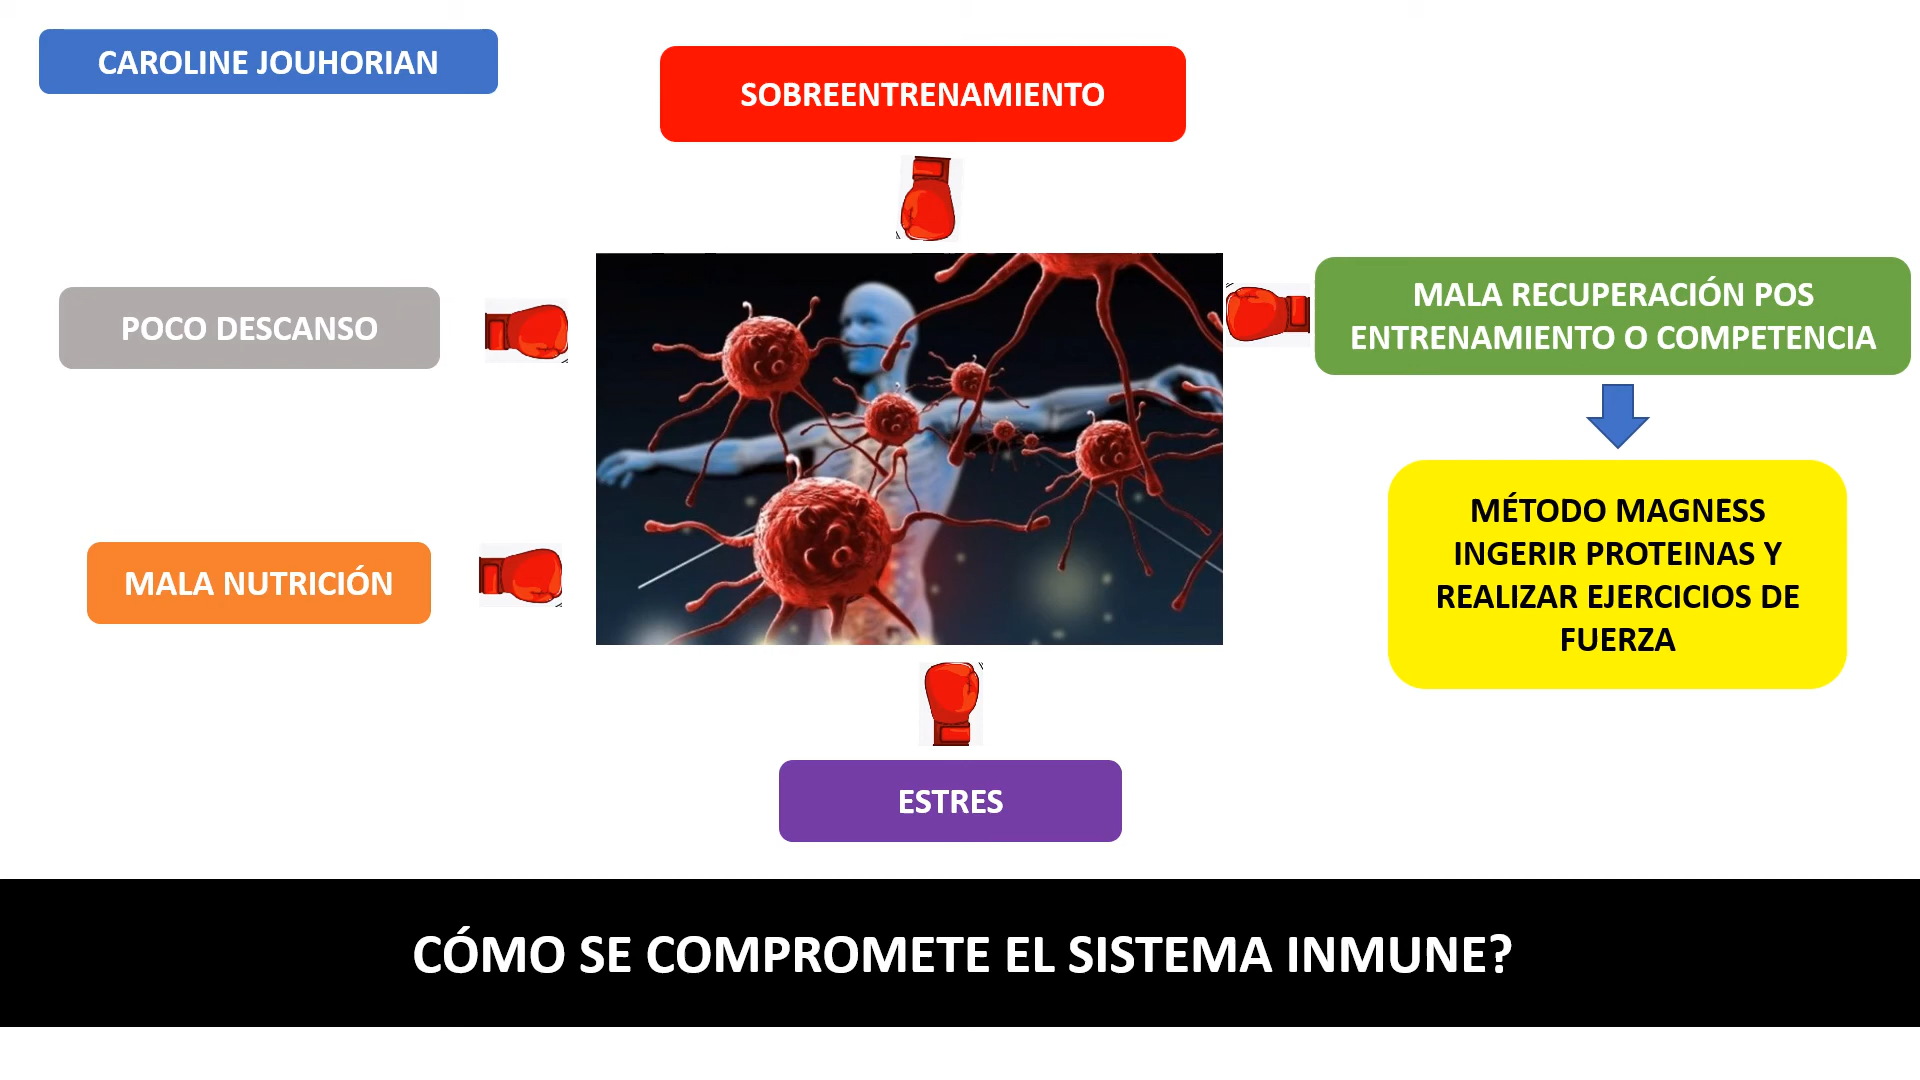 CAROLINE JOUHORIAN
SOBREENTRENAMIENTO
POCO DESCANSO
MALA RECUPERACIÓN POS
ENTRENAMIENTO O COMPETENCIA
MALA NUTRICIÓN
MÉTODO MAGNESS
INGERIR PROTEINAS Y
REALIZAR EJERCICIOS DE
FUERZA
ESTRES
CÓMO SE COMPROMETE EL SISTEMA INMUNE?